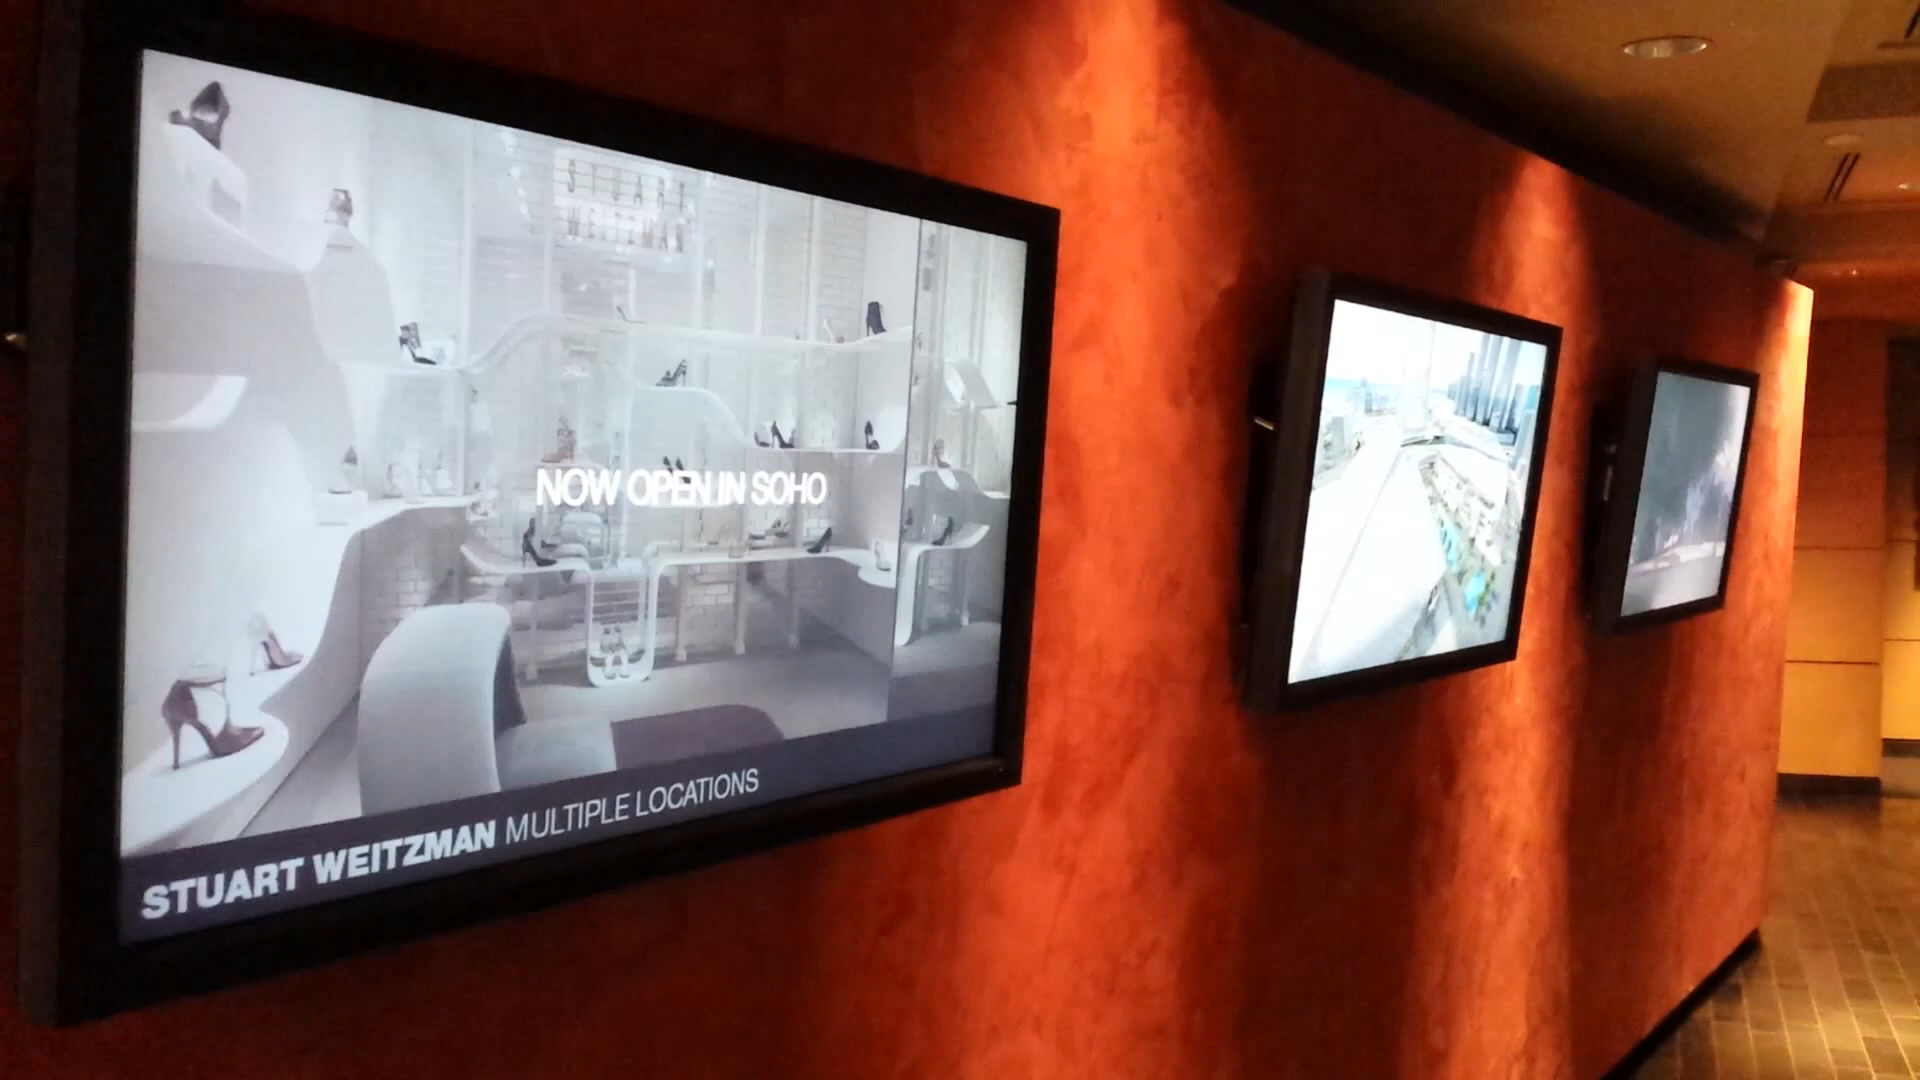 STUART
WEITZMAN
NOW OPEN IN SOHO
STUART WEITZMAN MULTIPLE LOCATIONS